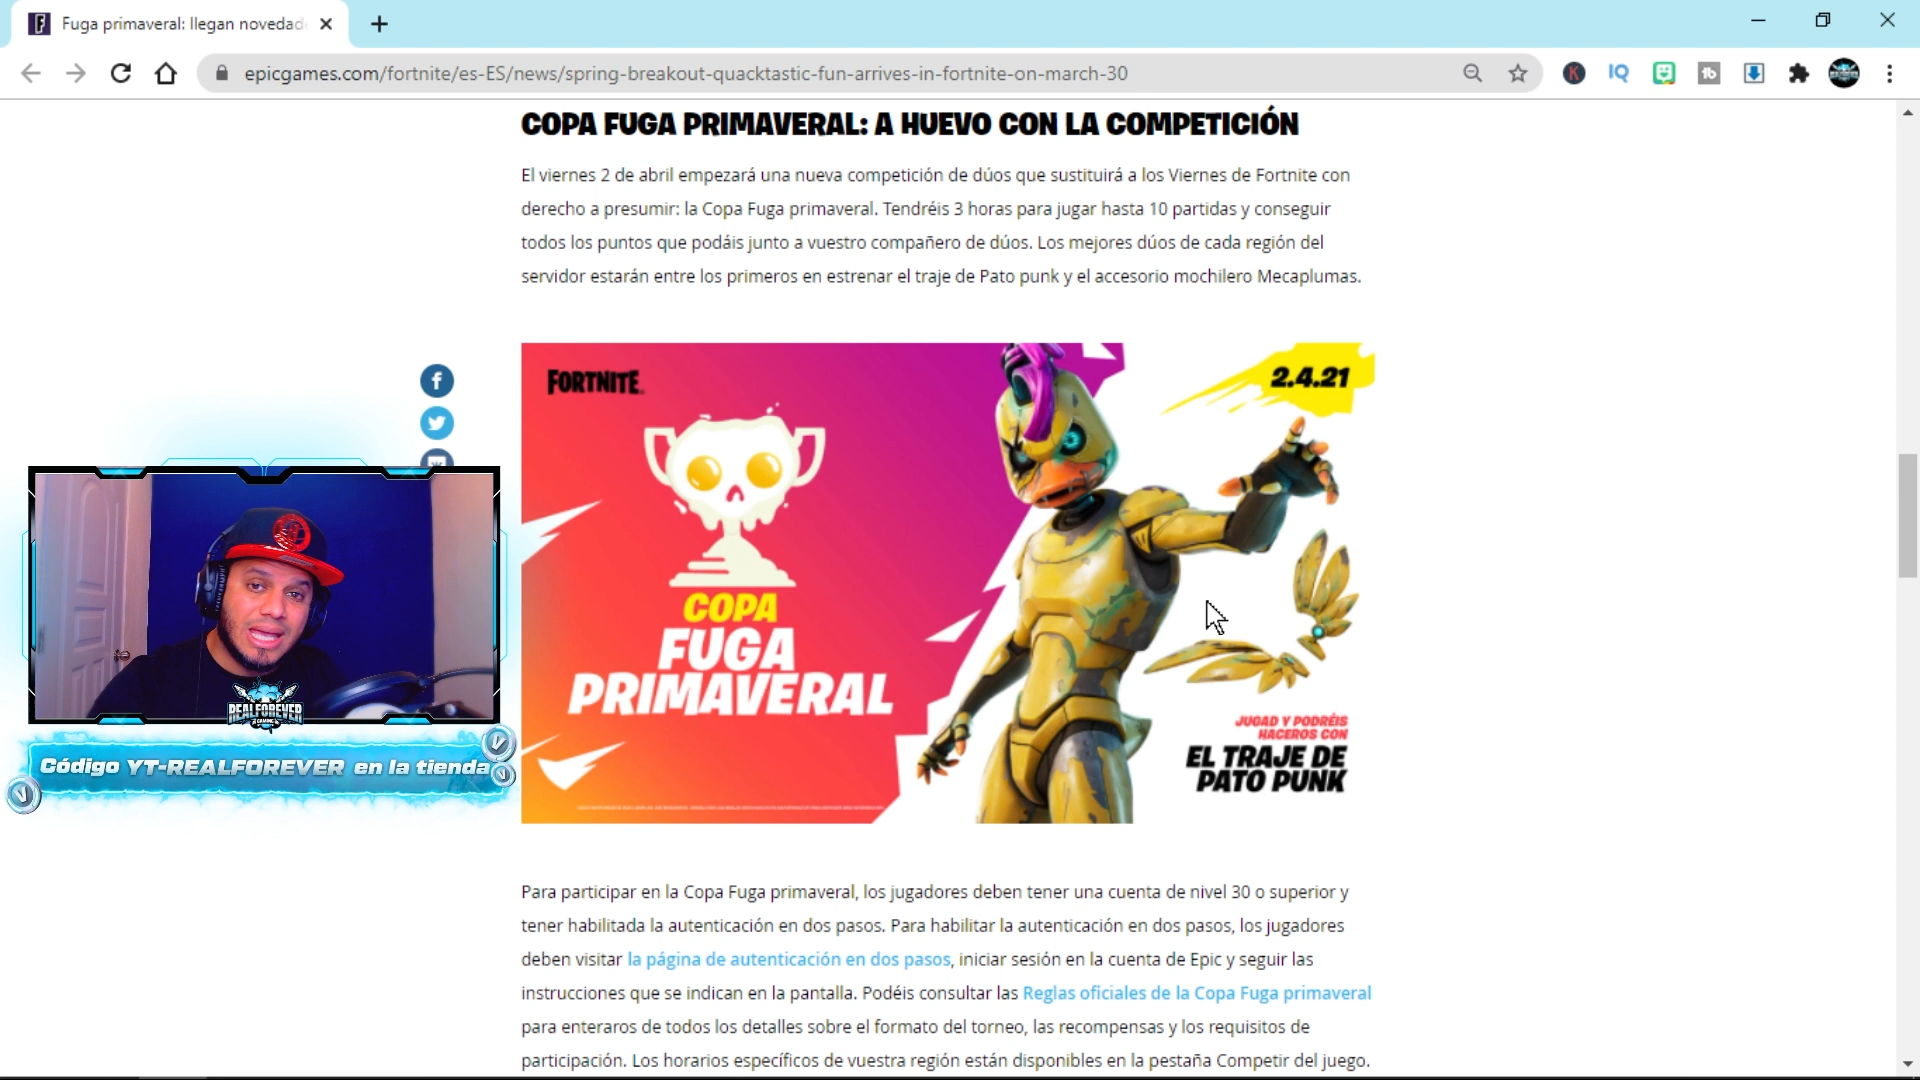 Fuga primaveral: llegan novedad
epicgames.com/fortnite/es-ES/news/spring-breakout-quacktastic-fun-arrives-in-fortnite-on-march-30
COPA FUGA PRIMAVERAL: A HUEVO CON LA COMPETICIÓN
El viernes 2 de abril empezará una nueva competición de dúos que sustituirá a los Viernes de Fortnite con
derecho a presumir: la Copa Fuga primaveral. Tendréis 3 horas para jugar hasta 10 partidas y conseguir
todos los puntos que podáis junto a vuestro compañero de dúos. Los mejores dúos de cada región del
servidor estarán entre los primeros en estrenar el traje de Pato punk y el accesorio mochilero Mecaplumas.
FORTNITE
2.4.21
COPA
FUGA
PRIMAVERAL
JUGAD Y PODRÉIS
HACEROS CON
EL TRAJE DE
PATO PUNK
REALFOREVER
GAMING
Código YT-REALFOREVER en la tienda
Para participar en la Copa Fuga primaveral, los jugadores deben tener una cuenta de nivel 30 o superior y
tener habilitada la autenticación en dos pasos. Para habilitar la autenticación en dos pasos, los jugadores
deben visitar la página de autenticación en dos pasos, iniciar sesión en la cuenta de Epic y seguir las
instrucciones que se indican en la pantalla. Podéis consultar las Reglas oficiales de la Copa Fuga primaveral
para enteraros de todos los detalles sobre el formato del torneo, las recompensas y los requisitos de
participación. Los horarios específicos de vuestra región están disponibles en la pestaña Competir del juego.